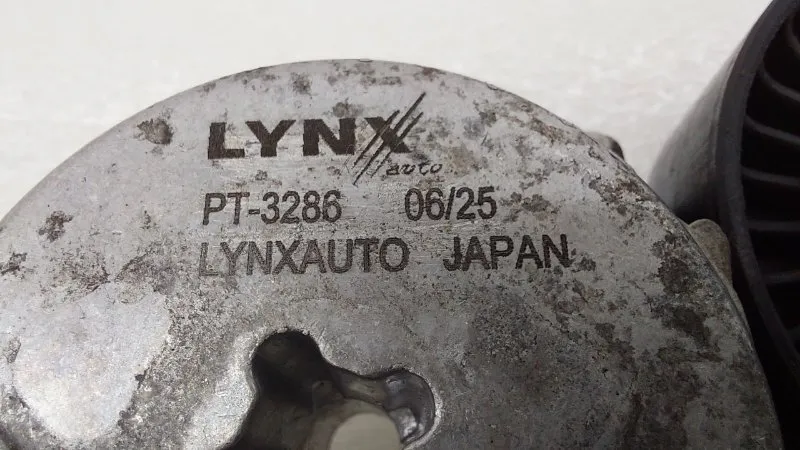 LYNX
auto
PT-3286 06/25
LYNXAUTO JAPAN